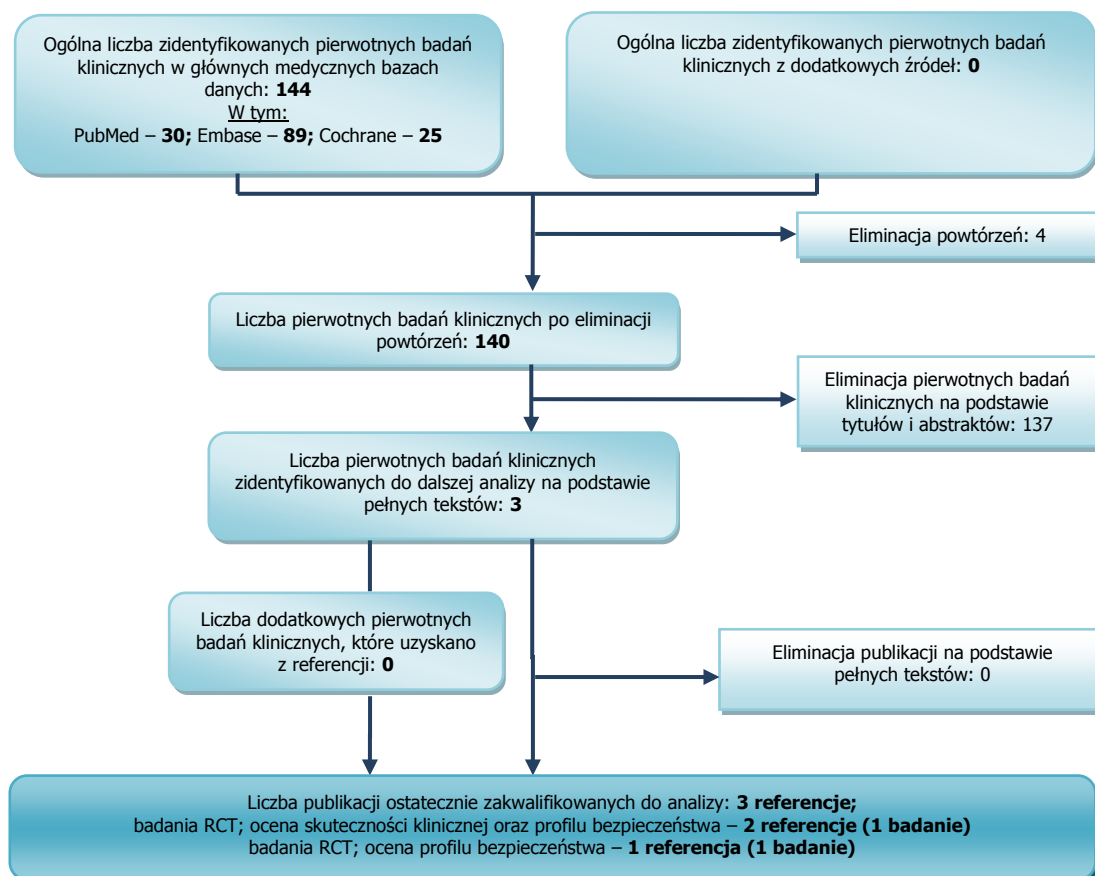 Ogólna liczba zidentyfikowanych pierwotnych badań
klinicznych w głównych medycznych bazach
danych: 144
W tym:
PubMed – 30; Embase – 89; Cochrane – 25
Ogólna liczba zidentyfikowanych pierwotnych badań
klinicznych z dodatkowych źródeł: 0
Eliminacja powtórzeń: 4
Liczba pierwotnych badań klinicznych po eliminacji
powtórzeń: 140
Eliminacja pierwotnych badań
klinicznych na podstawie
tytułów i abstraktów: 137
Liczba pierwotnych badań klinicznych
zidentyfikowanych do dalszej analizy na podstawie
pełnych tekstów: 3
Liczba dodatkowych pierwotnych
badań klinicznych, które uzyskano
z referencji: 0
Eliminacja publikacji na podstawie
pełnych tekstów: 0
Liczba publikacji ostatecznie zakwalifikowanych do analizy: 3 referencje;
badania RCT; ocena skuteczności klinicznej oraz profilu bezpieczeństwa – 2 referencje (1 badanie)
badania RCT; ocena profilu bezpieczeństwa – 1 referencja (1 badanie)